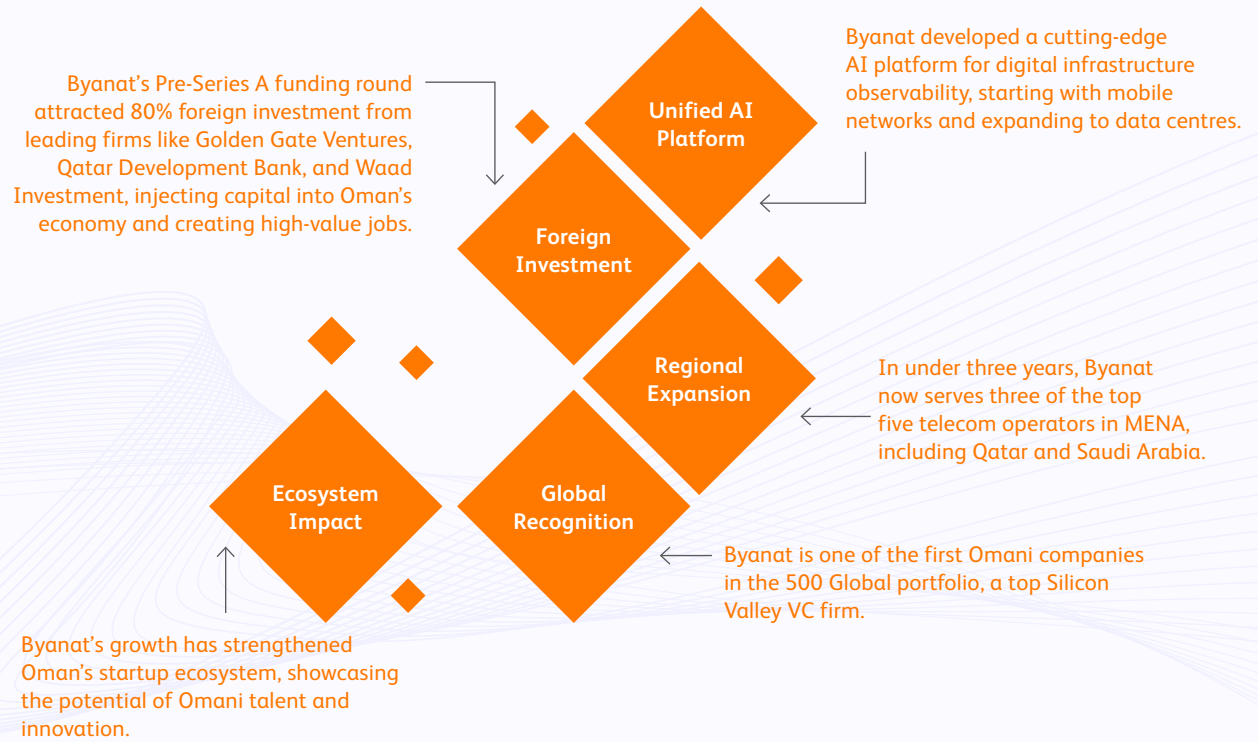 Unified AI
Platform
Byanat developed a cutting-edge
AI platform for digital infrastructure
observability, starting with mobile
networks and expanding to data centres.
Byanat’s Pre-Series A funding round
attracted 80% foreign investment from
leading firms like Golden Gate Ventures,
Qatar Development Bank, and Waad
Investment, injecting capital into Oman’s
economy and creating high-value jobs.
Foreign
Investment
Regional
Expansion
In under three years, Byanat
now serves three of the top
five telecom operators in MENA,
including Qatar and Saudi Arabia.
Ecosystem
Impact
Global
Recognition
Byanat is one of the first Omani companies
in the 500 Global portfolio, a top Silicon
Valley VC firm.
Byanat’s growth has strengthened
Oman’s startup ecosystem, showcasing
the potential of Omani talent and
innovation.